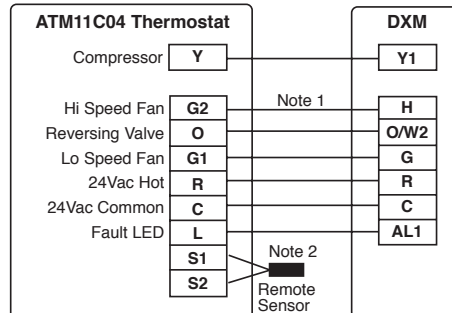 ATM11C04 Thermostat DXM
Compressor Y Y1
Hi Speed Fan G2 Note 1 H
Reversing Valve O O/W2
Lo Speed Fan G1 G
24Vac Hot R R
24Vac Common C C
Fault LED L AL1
S1 Note 2
S2 Remote
Sensor